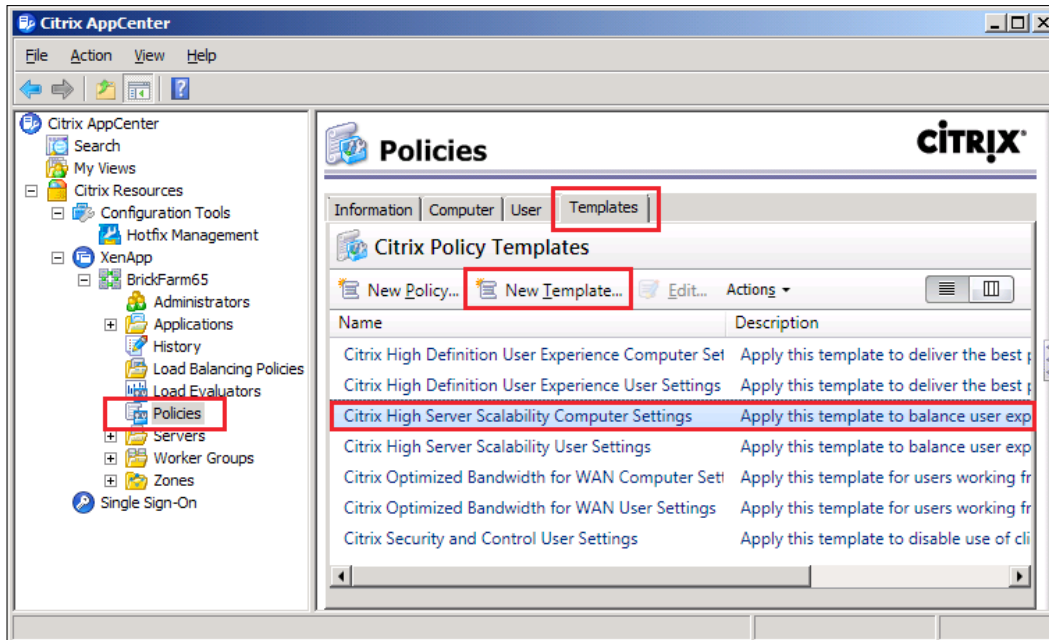 Citrix AppCenter
File Action View Help
Citrix AppCenter
Search
My Views
Citrix Resources
Configuration Tools
Hotfix Management
XenApp
BrickFarm65
Administrators
Applications
History
Load Balancing Policies
Load Evaluators
Policies
Servers
Worker Groups
Zones
Single Sign-On
Policies
CİTRIX
Information Computer User Templates
Citrix Policy Templates
New Policy... New Template... Edit... Actions
Name Description
Citrix High Definition User Experience Computer Set Apply this template to deliver the best
Citrix High Definition User Experience User Settings Apply this template to deliver the best
Citrix High Server Scalability Computer Settings Apply this template to balance user exp
Citrix High Server Scalability User Settings Apply this template to balance user exp
Citrix Optimized Bandwidth for WAN Computer Sett Apply this template for users working fr
Citrix Optimized Bandwidth for WAN User Settings Apply this template for users working fr
Citrix Security and Control User Settings Apply this template to disable use of cli